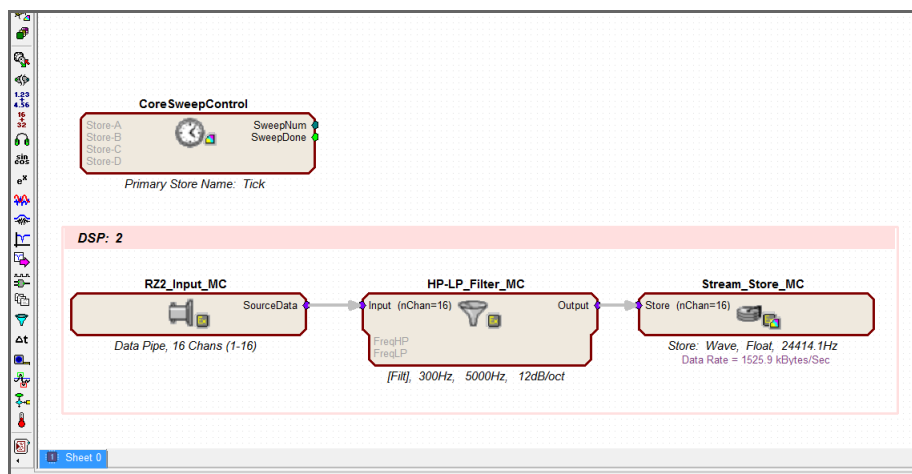 1.23
4.56
16
32
sin
cos
e^x
Δt
CoreSweepControl
Store-A
Store-B
Store-C
Store-D
SweepNum
SweepDone
Primary Store Name: Tick
DSP: 2
RZ2_Input_MC
SourceData
Data Pipe, 16 Chans (1-16)
HP-LP_Filter_MC
Input (nChan=16)
Output
FreqHP
FreqLP
[Filt], 300Hz, 5000Hz, 12dB/oct
Stream_Store_MC
Store (nChan=16)
Store: Wave, Float, 24414.1Hz
Data Rate = 1525.9 kBytes/Sec
1 Sheet 0